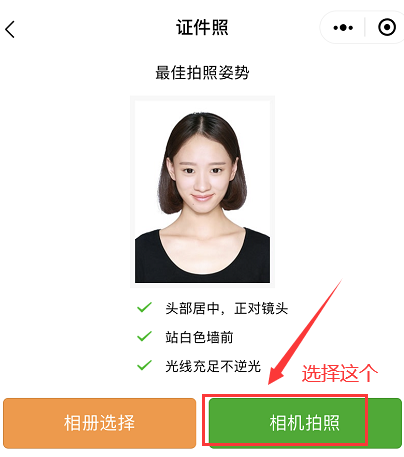 证件照
最佳拍照姿势
头部居中，正对镜头
站白色墙前
光线充足不逆光
选择这个
相册选择
相机拍照